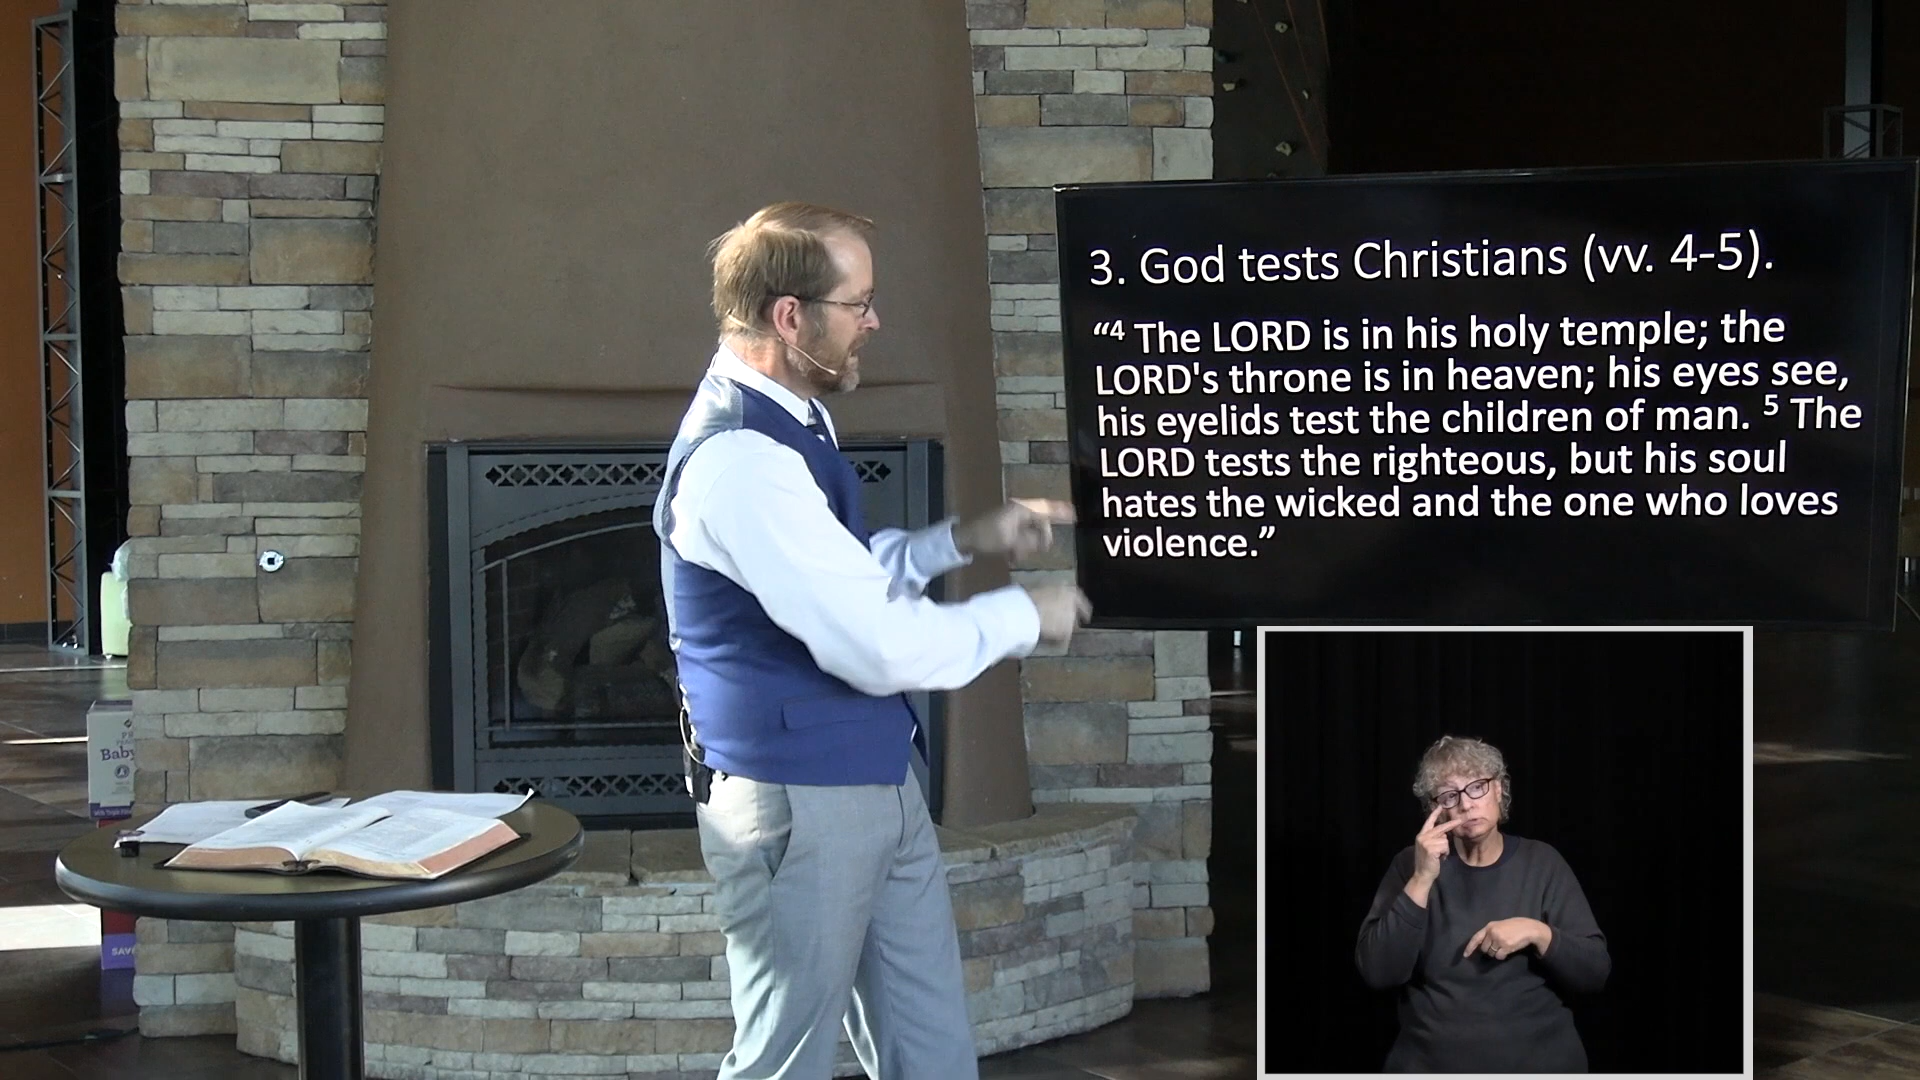 3. God tests Christians (vv. 4-5).
“4 The LORD is in his holy temple; the
LORD's throne is in heaven; his eyes see,
his eyelids test the children of man. 5 The
LORD tests the righteous, but his soul
hates the wicked and the one who loves
violence.”
Baby
SAVE